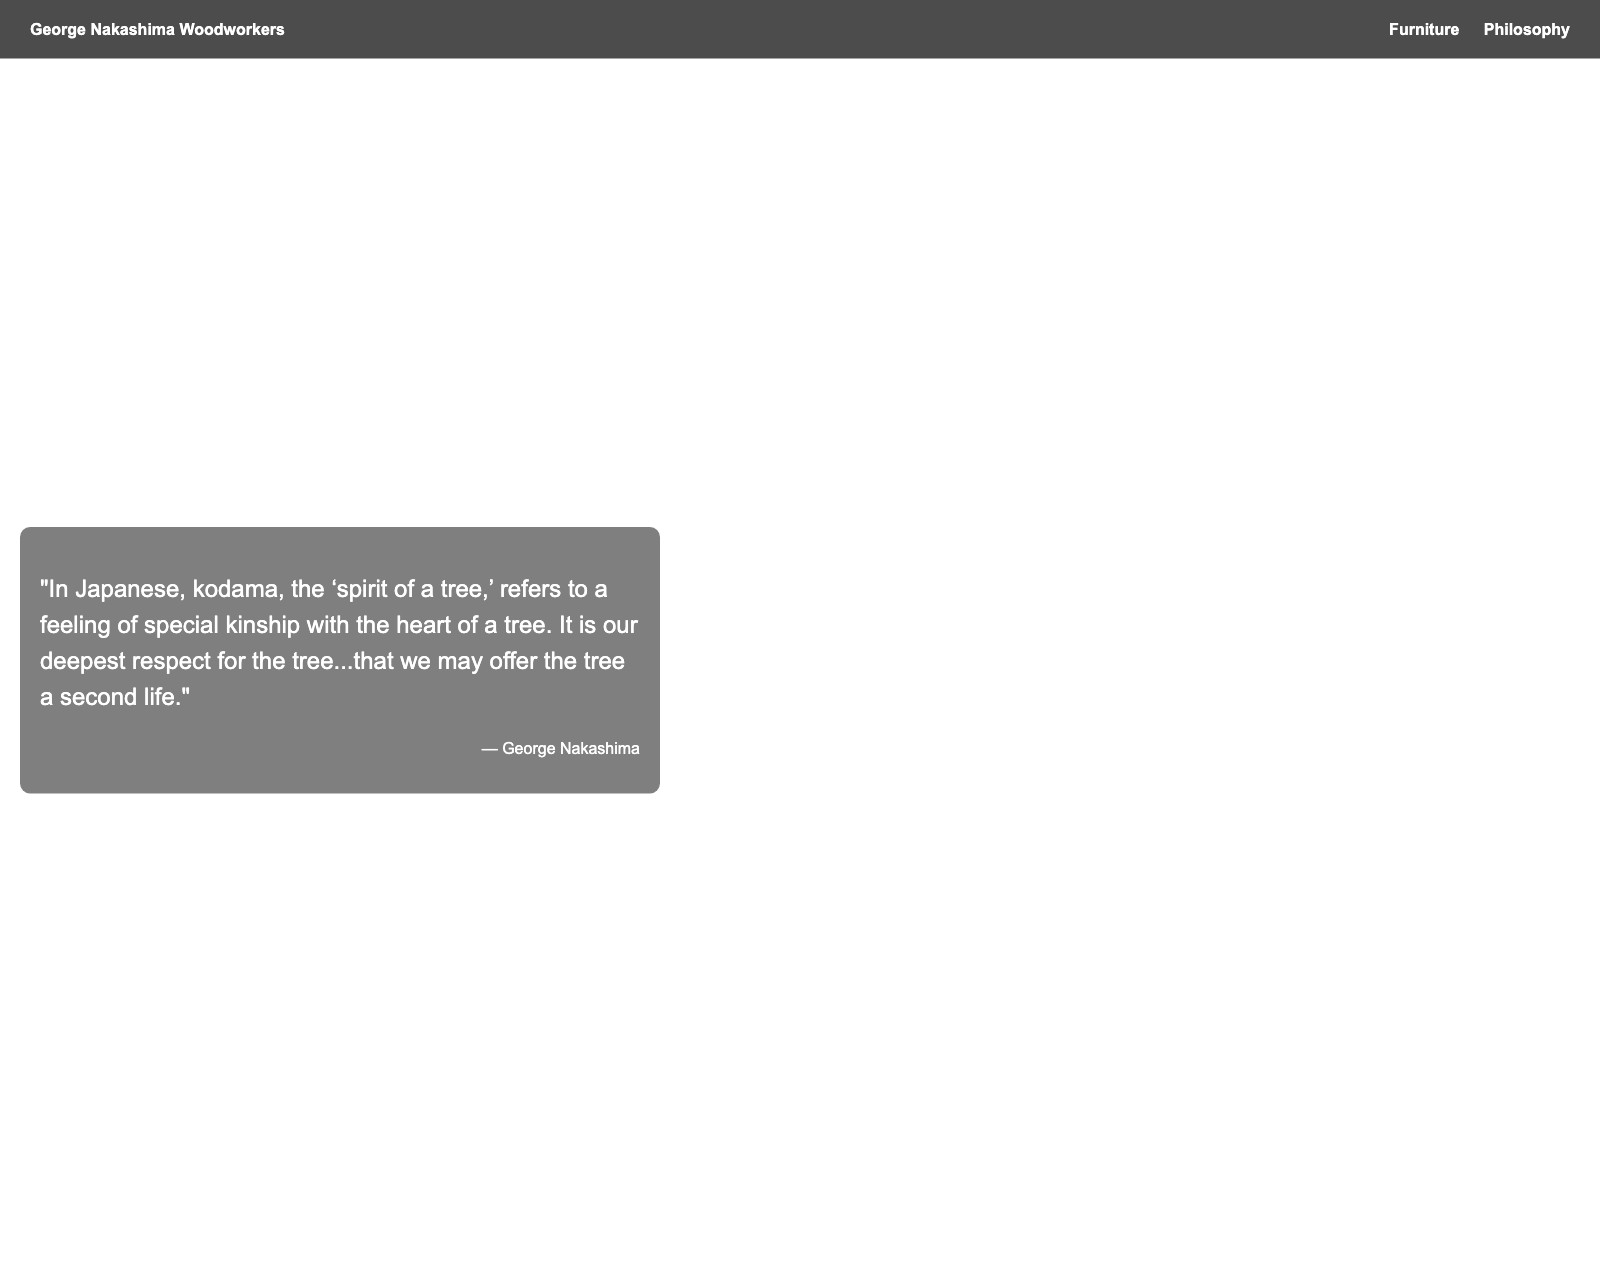 George Nakashima Woodworkers
Furniture Philosophy
"In Japanese, kodama, the ‘spirit of a tree,’ refers to a
feeling of special kinship with the heart of a tree. It is our
deepest respect for the tree...that we may offer the tree
a second life."
— George Nakashima